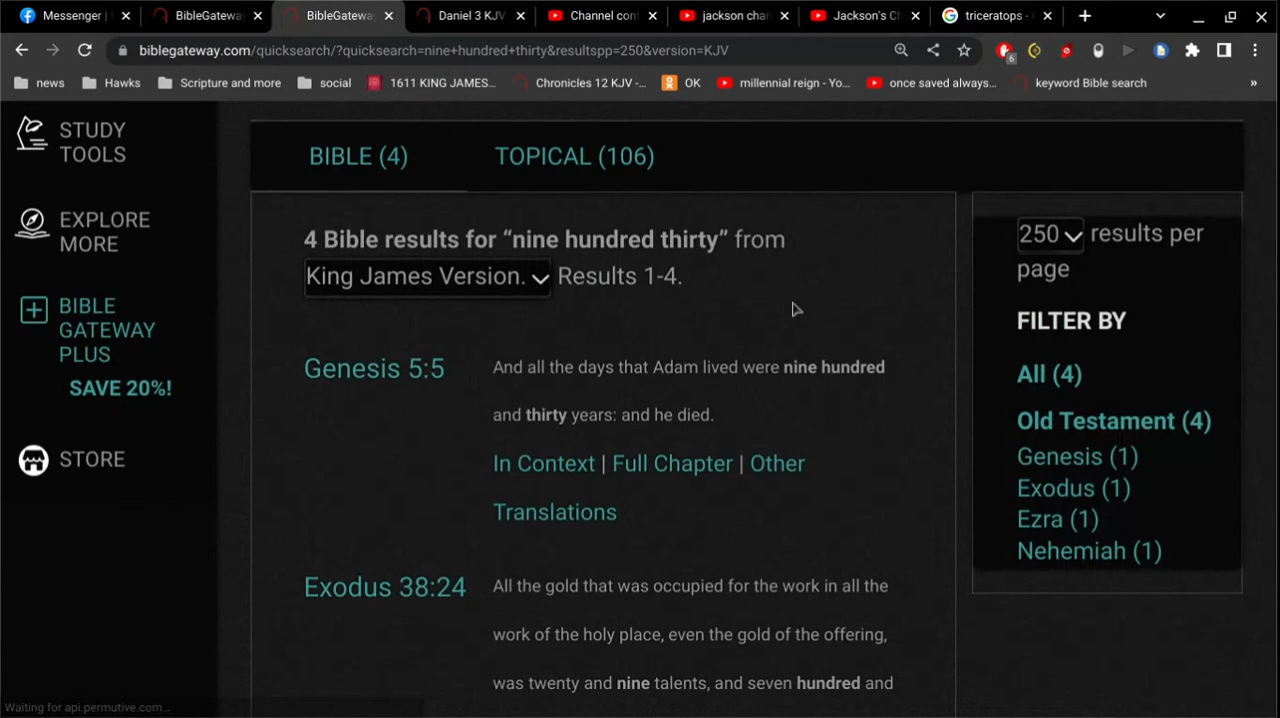 Messenger |
BibleGateway
BibleGateway
Daniel 3 KJV
Channel con
jackson chan
Jackson's Ch
triceratops - G
biblegateway.com/quicksearch/?quicksearch=nine+hundred+thirty&resultspp=250&version=KJV
6
news
Hawks
Scripture and more
social
1611 KING JAMES...
Chronicles 12 KJV -...
OK
millennial reign - Yo...
once saved always...
keyword Bible search
»
STUDY
TOOLS
EXPLORE
MORE
BIBLE
GATEWAY
PLUS
SAVE 20%!
STORE
BIBLE (4)
TOPICAL (106)
4 Bible results for “nine hundred thirty” from
King James Version. Results 1-4.
Genesis 5:5
And all the days that Adam lived were nine hundred
and thirty years: and he died.
In Context | Full Chapter | Other
Translations
Exodus 38:24
All the gold that was occupied for the work in all the
work of the holy place, even the gold of the offering,
was twenty and nine talents, and seven hundred and
250 results per
page
FILTER BY
All (4)
Old Testament (4)
Genesis (1)
Exodus (1)
Ezra (1)
Nehemiah (1)
Waiting for api.permutive.com...